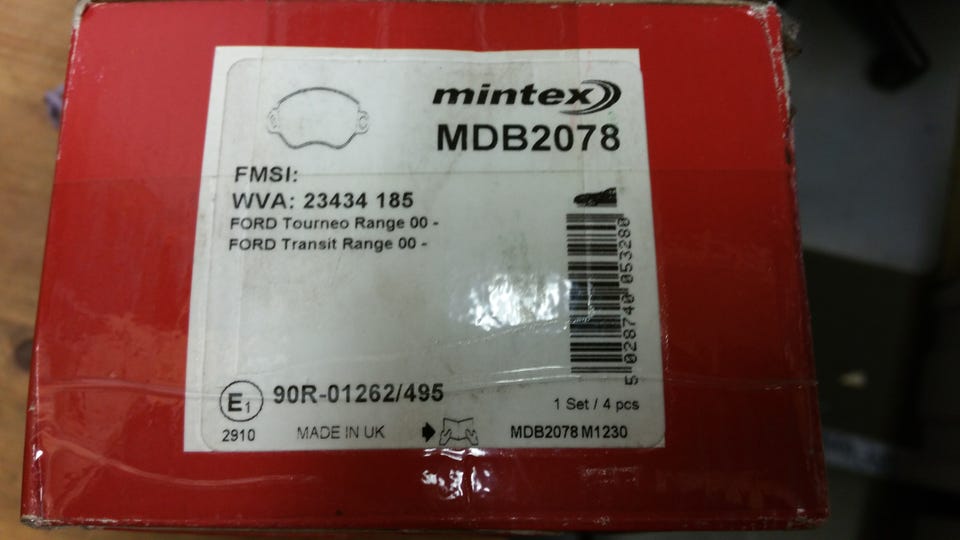 mintex
MDB2078
FMSI:
WVA: 23434 185
FORD Tourneo Range 00 -
FORD Transit Range 00 -
5 028740 053280
E1 90R-01262/495
1 Set / 4 pcs
2910 MADE IN UK MDB2078 M1230